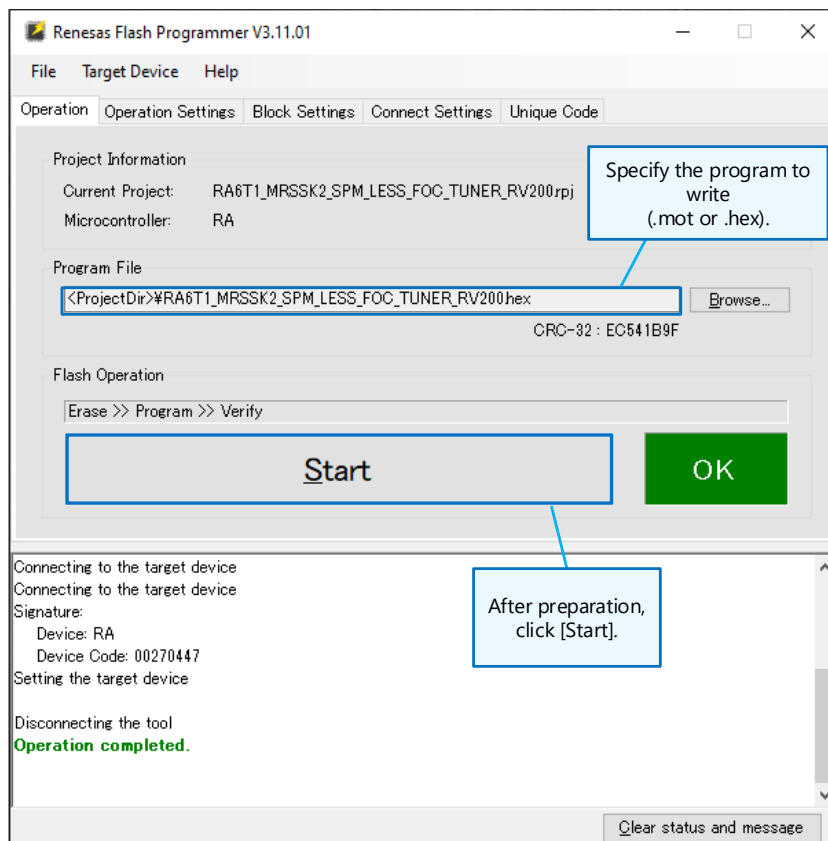 Renesas Flash Programmer V3.11.01
File Target Device Help
Operation Operation Settings Block Settings Connect Settings Unique Code
Project Information
Current Project: RA6T1_MRSSK2_SPM_LESS_FOC_TUNER_RV200.rpj
Microcontroller: RA
Specify the program to
write
(.mot or .hex).
Program File
<ProjectDir>¥RA6T1_MRSSK2_SPM_LESS_FOC_TUNER_RV200.hex
Browse...
CRC-32 : EC541B9F
Flash Operation
Erase >> Program >> Verify
Start
OK
Connecting to the target device
Connecting to the target device
Signature:
Device: RA
Device Code: 00270447
Setting the target device
Disconnecting the tool
Operation completed.
After preparation,
click [Start].
Clear status and message